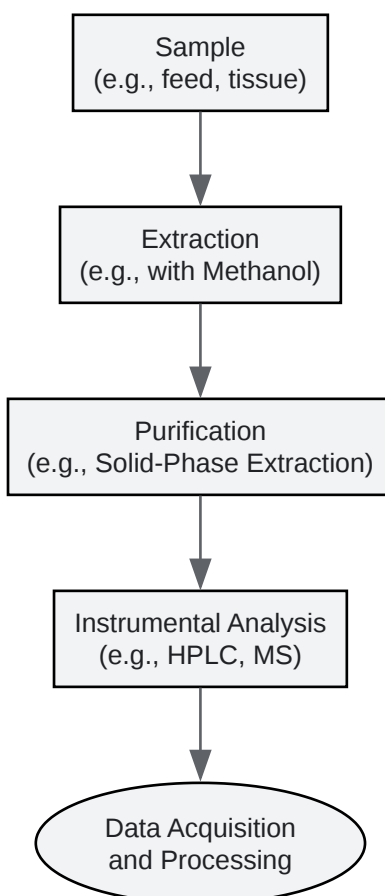 Sample
(e.g., feed, tissue)
Extraction
(e.g., with Methanol)
Purification
(e.g., Solid-Phase Extraction)
Instrumental Analysis
(e.g., HPLC, MS)
Data Acquisition
and Processing